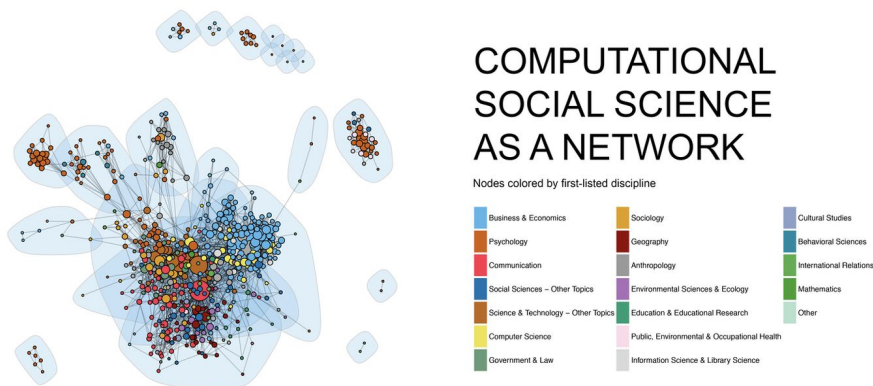 COMPUTATIONAL
SOCIAL SCIENCE
AS A NETWORK
Nodes colored by first-listed discipline
Business & Economics
Psychology
Communication
Social Sciences – Other Topics
Science & Technology – Other Topics
Computer Science
Government & Law
Sociology
Geography
Anthropology
Environmental Sciences & Ecology
Education & Educational Research
Public, Environmental & Occupational Health
Information Science & Library Science
Cultural Studies
Behavioral Sciences
International Relations
Mathematics
Other